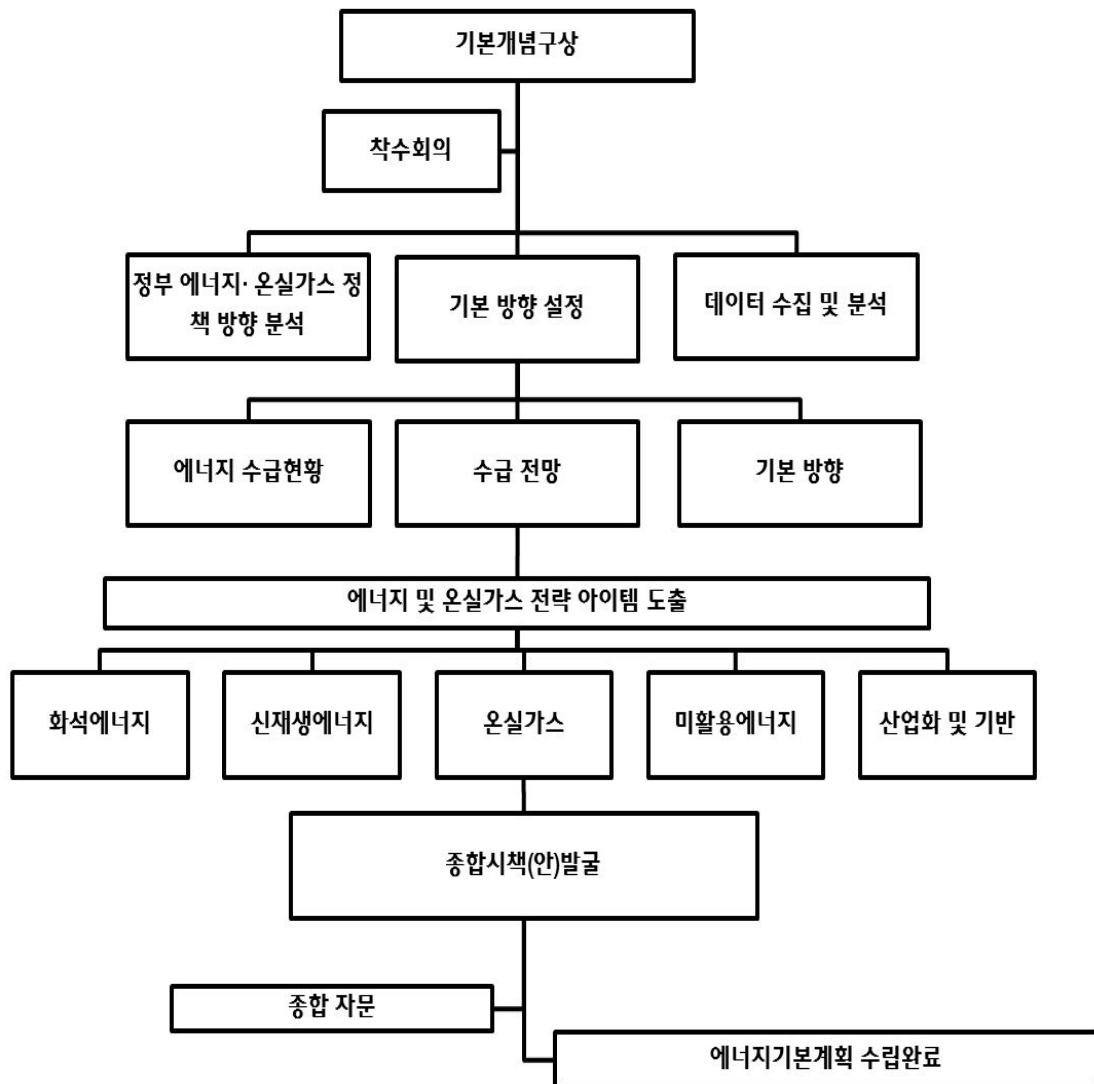 기본개념구상
착수회의
정부 에너지· 온실가스 정
책 방향 분석
기본 방향 설정
데이터 수집 및 분석
에너지 수급현황
수급 전망
기본 방향
에너지 및 온실가스 전략 아이템 도출
화석에너지
신재생에너지
온실가스
미활용에너지
산업화 및 기반
종합시책(안)발굴
종합 자문
에너지기본계획 수립완료